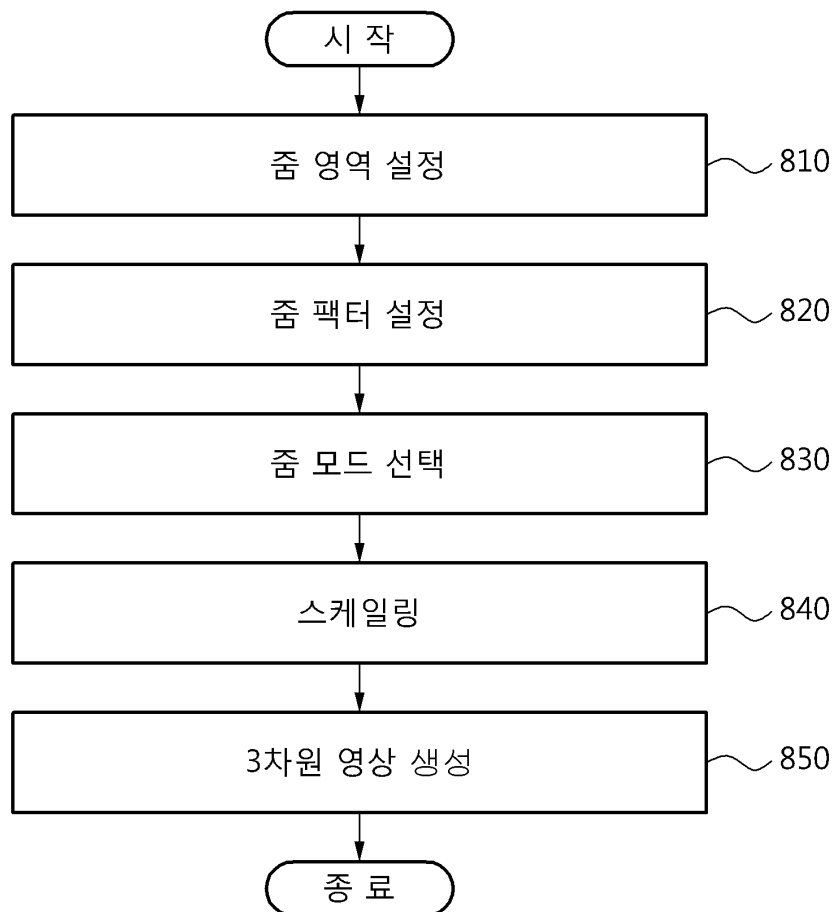 시 작
줌 영역 설정
810
줌 팩터 설정
820
줌 모드 선택
830
스케일링
840
3차원 영상 생성
850
종 료